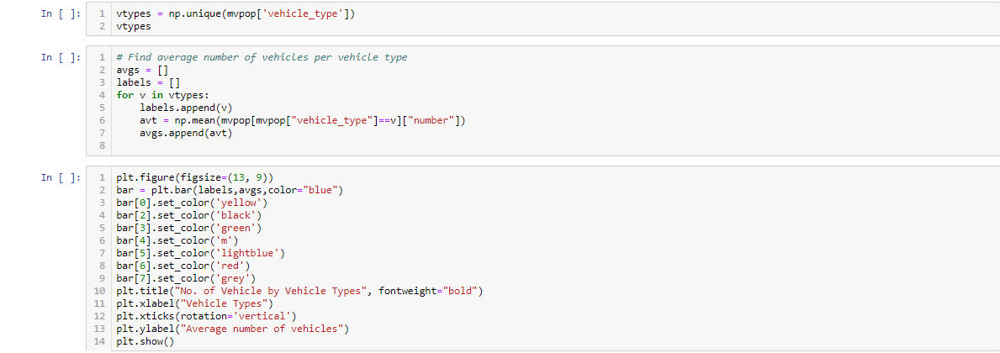 In [ ]:
1 vtypes = np.unique(mvpop['vehicle_type'])
2 vtypes
In [ ]:
1 # Find average number of vehicles per vehicle type
2 avgs = []
3 labels = []
4 for v in vtypes:
5     labels.append(v)
6     avt = np.mean(mvpop[mvpop["vehicle_type"]==v]["number"])
7     avgs.append(avt)
8
In [ ]:
1 plt.figure(figsize=(13, 9))
2 bar = plt.bar(labels,avgs,color="blue")
3 bar[0].set_color('yellow')
4 bar[2].set_color('black')
5 bar[3].set_color('green')
6 bar[4].set_color('m')
7 bar[5].set_color('lightblue')
8 bar[6].set_color('red')
9 bar[7].set_color('grey')
10 plt.title("No. of Vehicle by Vehicle Types", fontweight="bold")
11 plt.xlabel("Vehicle Types")
12 plt.xticks(rotation='vertical')
13 plt.ylabel("Average number of vehicles")
14 plt.show()